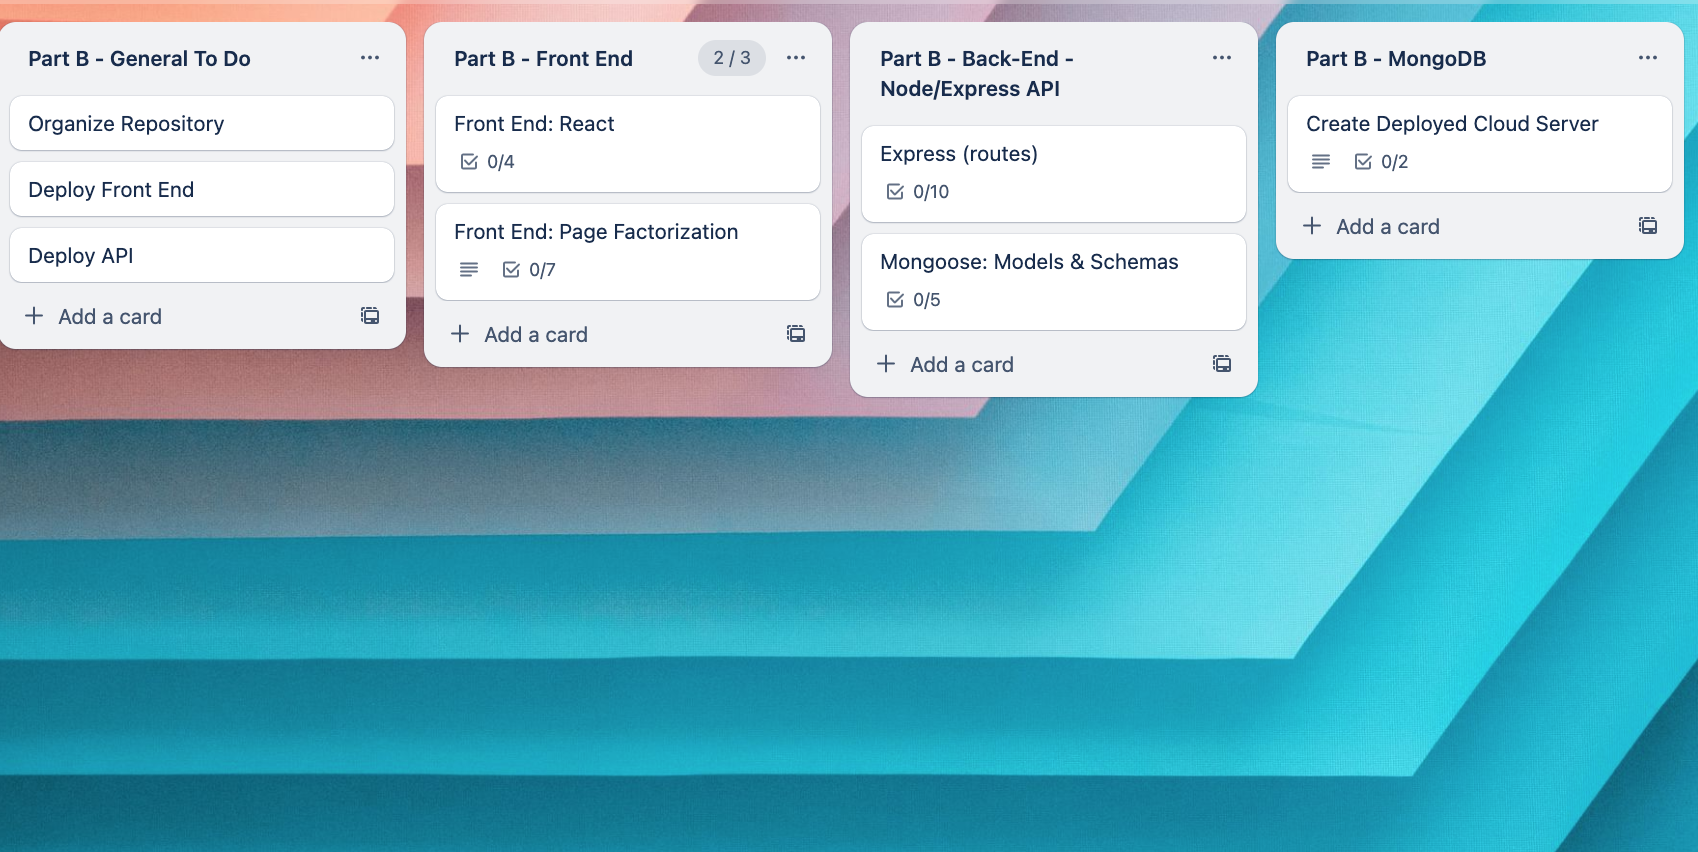 Part B - General To Do
Organize Repository
Deploy Front End
Deploy API
Add a card
Part B - Front End
2 / 3
Front End: React
0/4
Front End: Page Factorization
0/7
Add a card
Part B - Back-End -
Node/Express API
Express (routes)
0/10
Mongoose: Models & Schemas
0/5
Add a card
Part B - MongoDB
Create Deployed Cloud Server
0/2
Add a card